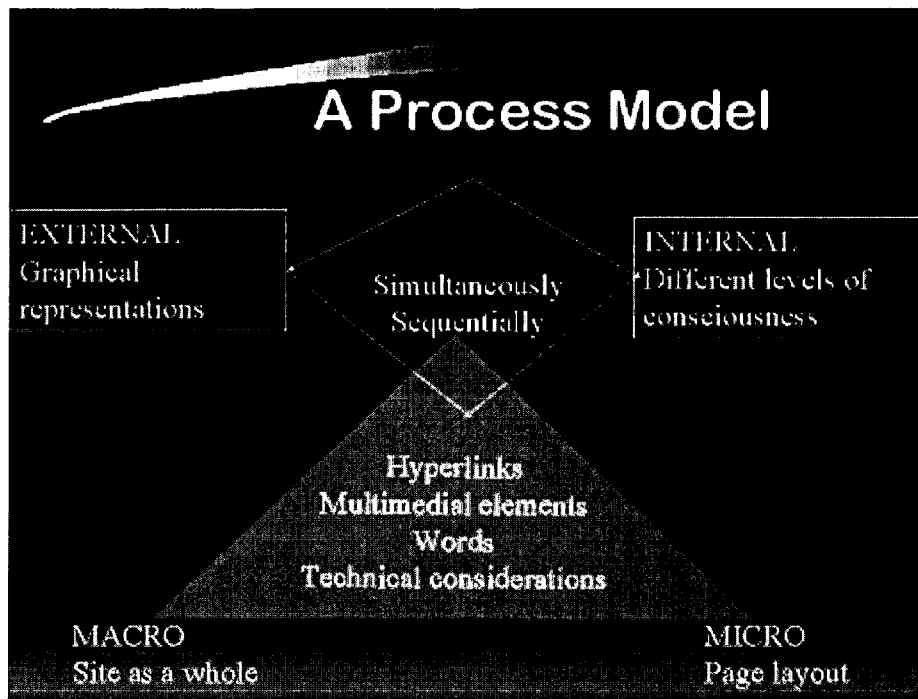 A Process Model
EXTERNAL
Graphical
representations
Simultaneously
Sequentially
INTERNAL
Different levels of
consciousness
Hyperlinks
Multimedial elements
Words
Technical considerations
MACRO
Site as a whole
MICRO
Page layout